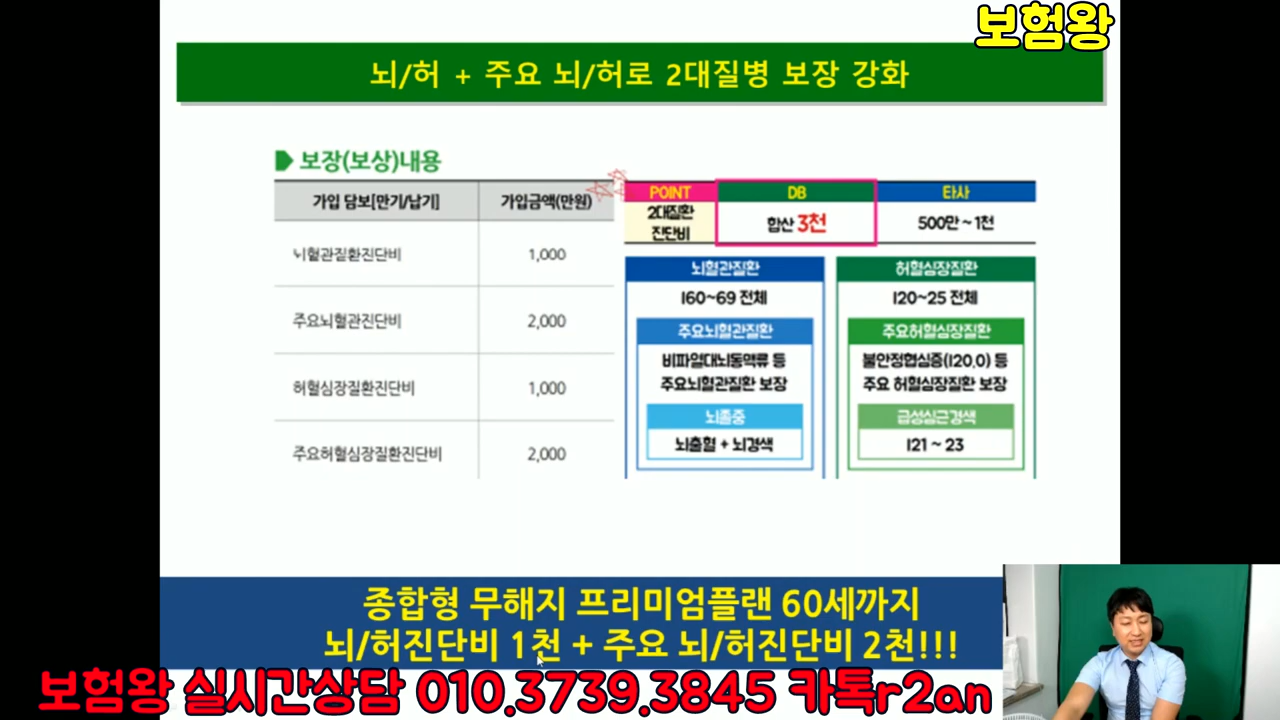 보험왕
뇌/허 + 주요 뇌/허로 2대질병 보장 강화
보장(보상)내용
가입 담보[만기/납기] 가입금액(만원)
뇌혈관질환진단비 1,000
주요뇌혈관진단비 2,000
허혈심장질환진단비 1,000
주요허혈심장질환진단비 2,000
POINT DB 타사
2대질환
진단비
합산 3천 500만 ~ 1천
뇌혈관질환
I60~69 전체
주요뇌혈관질환
비파열대뇌동맥류 등
주요뇌혈관질환 보장
뇌졸중
뇌출혈 + 뇌경색
허혈심장질환
I20~25 전체
주요허혈심장질환
불안정협심증(I20.0) 등
주요 허혈심장질환 보장
급성심근경색
I21 ~ 23
종합형 무해지 프리미엄플랜 60세까지
뇌/허진단비 1천 + 주요 뇌/허진단비 2천!!!
보험왕 실시간상담 010.3739.3845 카톡r2an